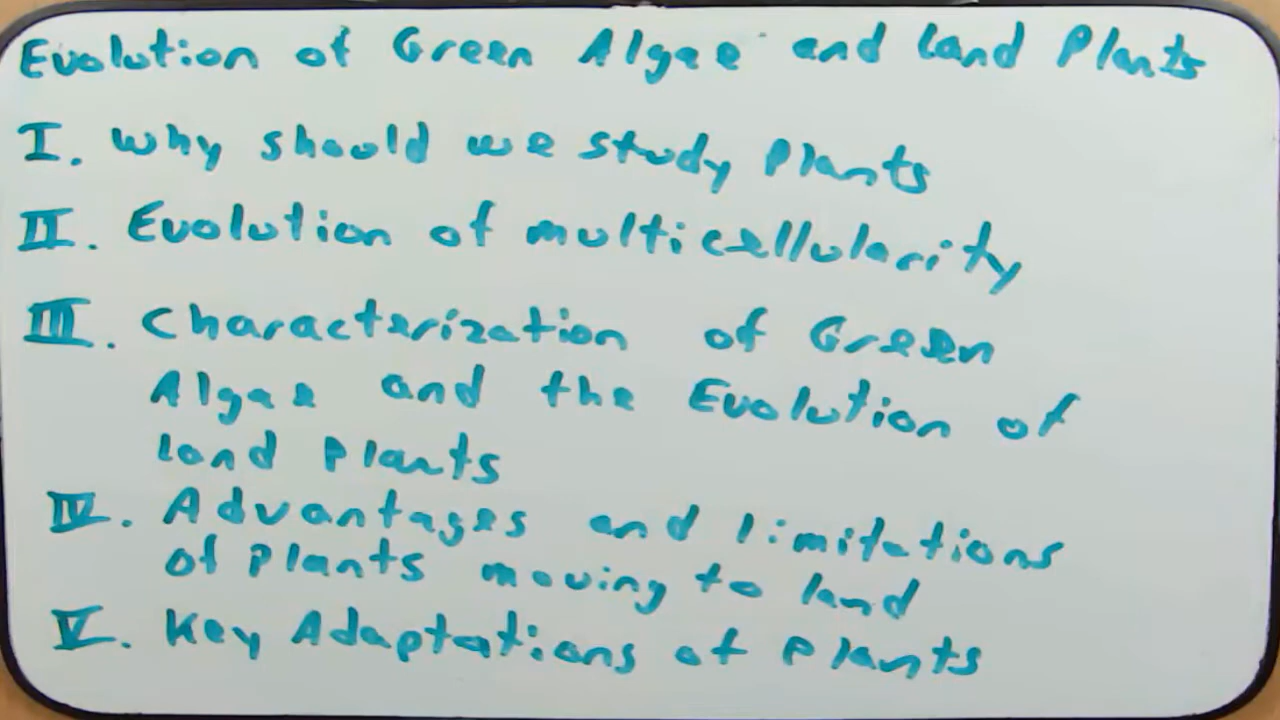 Evolution of Green Algae and land Plants
I. Why should we study Plants
II. Evolution of multicellularity
III. Characterization of Green
Algae and the Evolution of
land Plants
IV. Advantages and limitations
of Plants moving to land
V. Key Adaptations of Plants